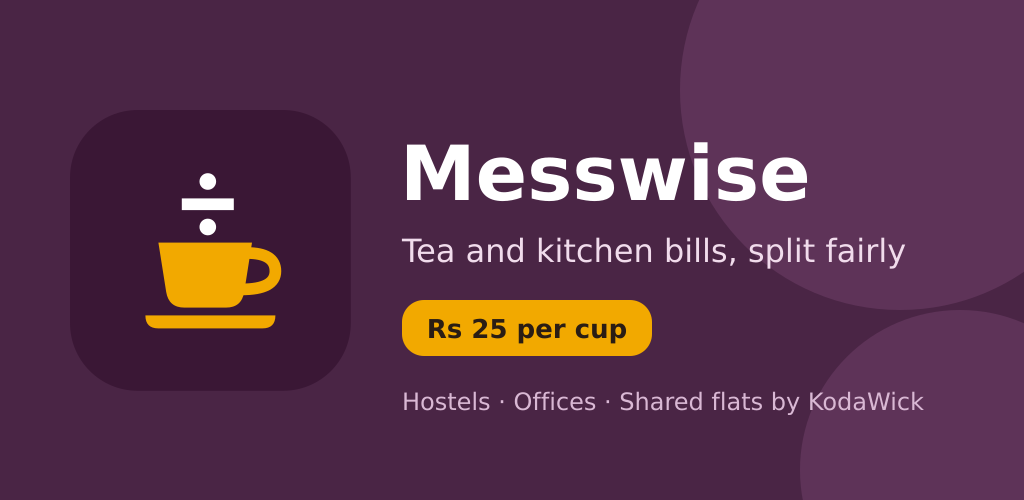 Messwise
Tea and kitchen bills, split fairly
Rs 25 per cup
Hostels · Offices · Shared flats by KodaWick